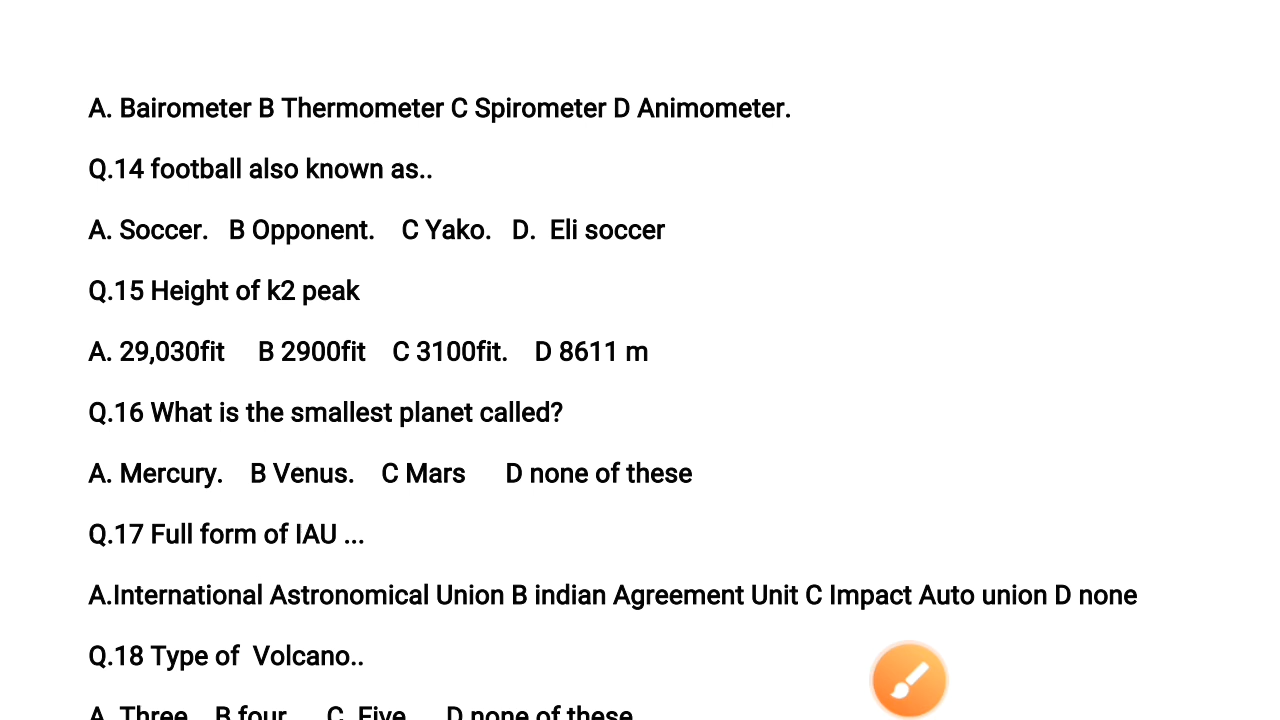 A. Bairometer B Thermometer C Spirometer D Animometer.
Q.14 football also known as..
A. Soccer. B Opponent. C Yako. D. Eli soccer
Q.15 Height of k2 peak
A. 29,030fit B 2900fit C 3100fit. D 8611 m
Q.16 What is the smallest planet called?
A. Mercury. B Venus. C Mars D none of these
Q.17 Full form of IAU ...
A.International Astronomical Union B indian Agreement Unit C Impact Auto union D none
Q.18 Type of Volcano..
A. Three B four C. Five D none of these